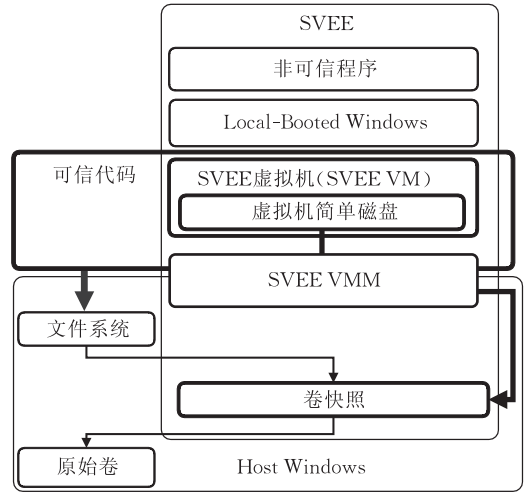 SVEE
非可信程序
Local-Booted Windows
可信代码
SVEE虚拟机(SVEE VM)
虚拟机简单磁盘
SVEE VMM
文件系统
卷快照
原始卷
Host Windows